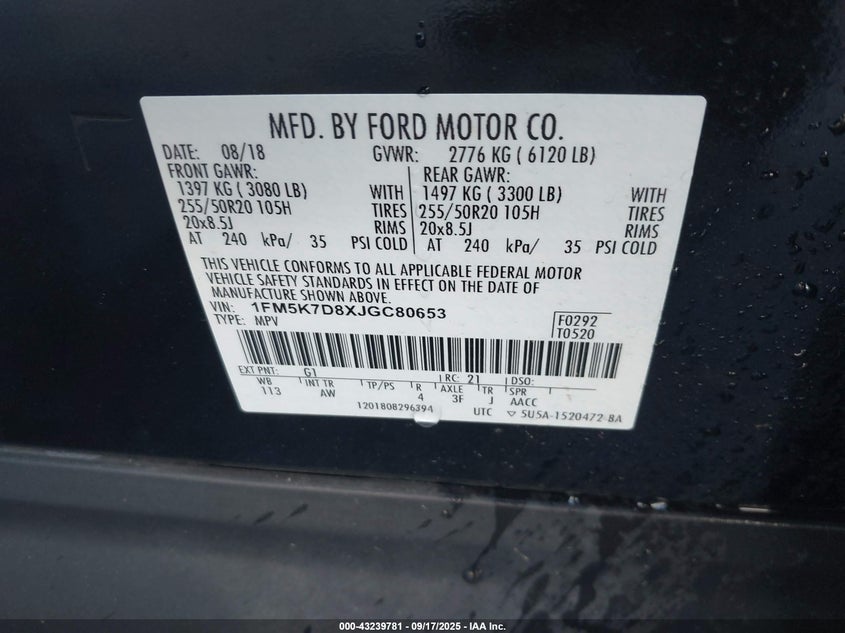 MFD. BY FORD MOTOR CO.
DATE: 08/18 GVWR: 2776 KG ( 6120 LB)
FRONT GAWR: REAR GAWR:
1397 KG ( 3080 LB) WITH 1497 KG ( 3300 LB) WITH
255/50R20 105H TIRES 255/50R20 105H TIRES
20x8.5J RIMS 20x8.5J RIMS
AT 240 kPa/ 35 PSI COLD AT 240 kPa/ 35 PSI COLD
THIS VEHICLE CONFORMS TO ALL APPLICABLE FEDERAL MOTOR
VEHICLE SAFETY STANDARDS IN EFFECT ON THE DATE OF
MANUFACTURE SHOWN ABOVE.
VIN: 1FM5K7D8XJGC80653 F0292
TYPE: MPV T0520
EXT PNT: G1 RC: 21 DSO:
WB INT TR TP/PS R AXLE TR SPR
113 AW 4 3F J AACC
1201808296394 UTC ▽ 5U5A-1520472-BA
000-43239781 - 09/17/2025 - IAA Inc.